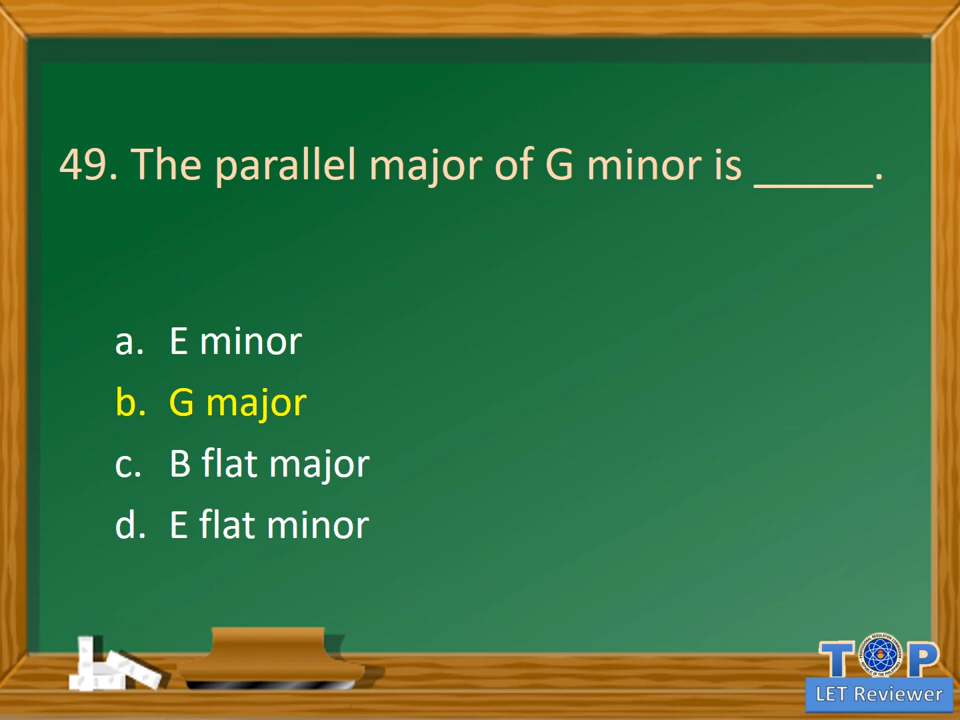 49. The parallel major of G minor is _____.
a. E minor
b. G major
c. B flat major
d. E flat minor
TOP
LET Reviewer